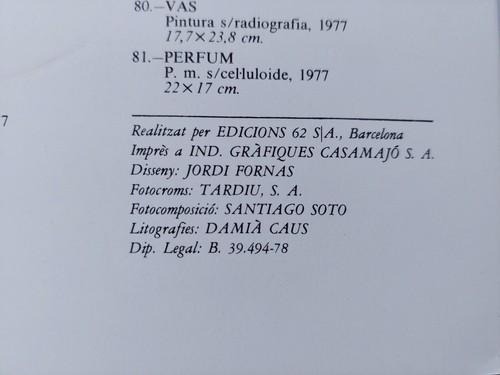 80.—VAS
Pintura s/radiografia, 1977
17,7×23,8 cm.
81.—PERFUM
P. m. s/cel·luloide, 1977
22×17 cm.
7
Realitzat per EDICIONS 62 S|A., Barcelona
Imprès a IND. GRÀFIQUES CASAMAJÓ S. A.
Disseny: JORDI FORNAS
Fotocroms: TARDIU, S. A.
Fotocomposició: SANTIAGO SOTO
Litografies: DAMIÀ CAUS
Dip. Legal: B. 39.494-78